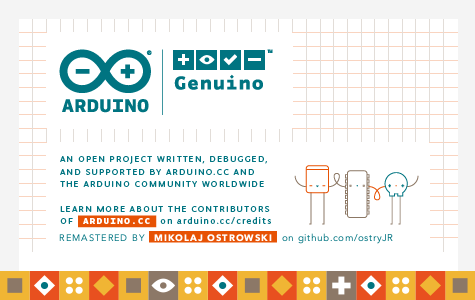 ARDUINO
Genuino
AN OPEN PROJECT WRITTEN, DEBUGGED,
AND SUPPORTED BY ARDUINO.CC AND
THE ARDUINO COMMUNITY WORLDWIDE
LEARN MORE ABOUT THE CONTRIBUTORS
OF ARDUINO.CC on arduino.cc/credits
REMASTERED BY MIKOLAJ OSTROWSKI on github.com/ostryJR